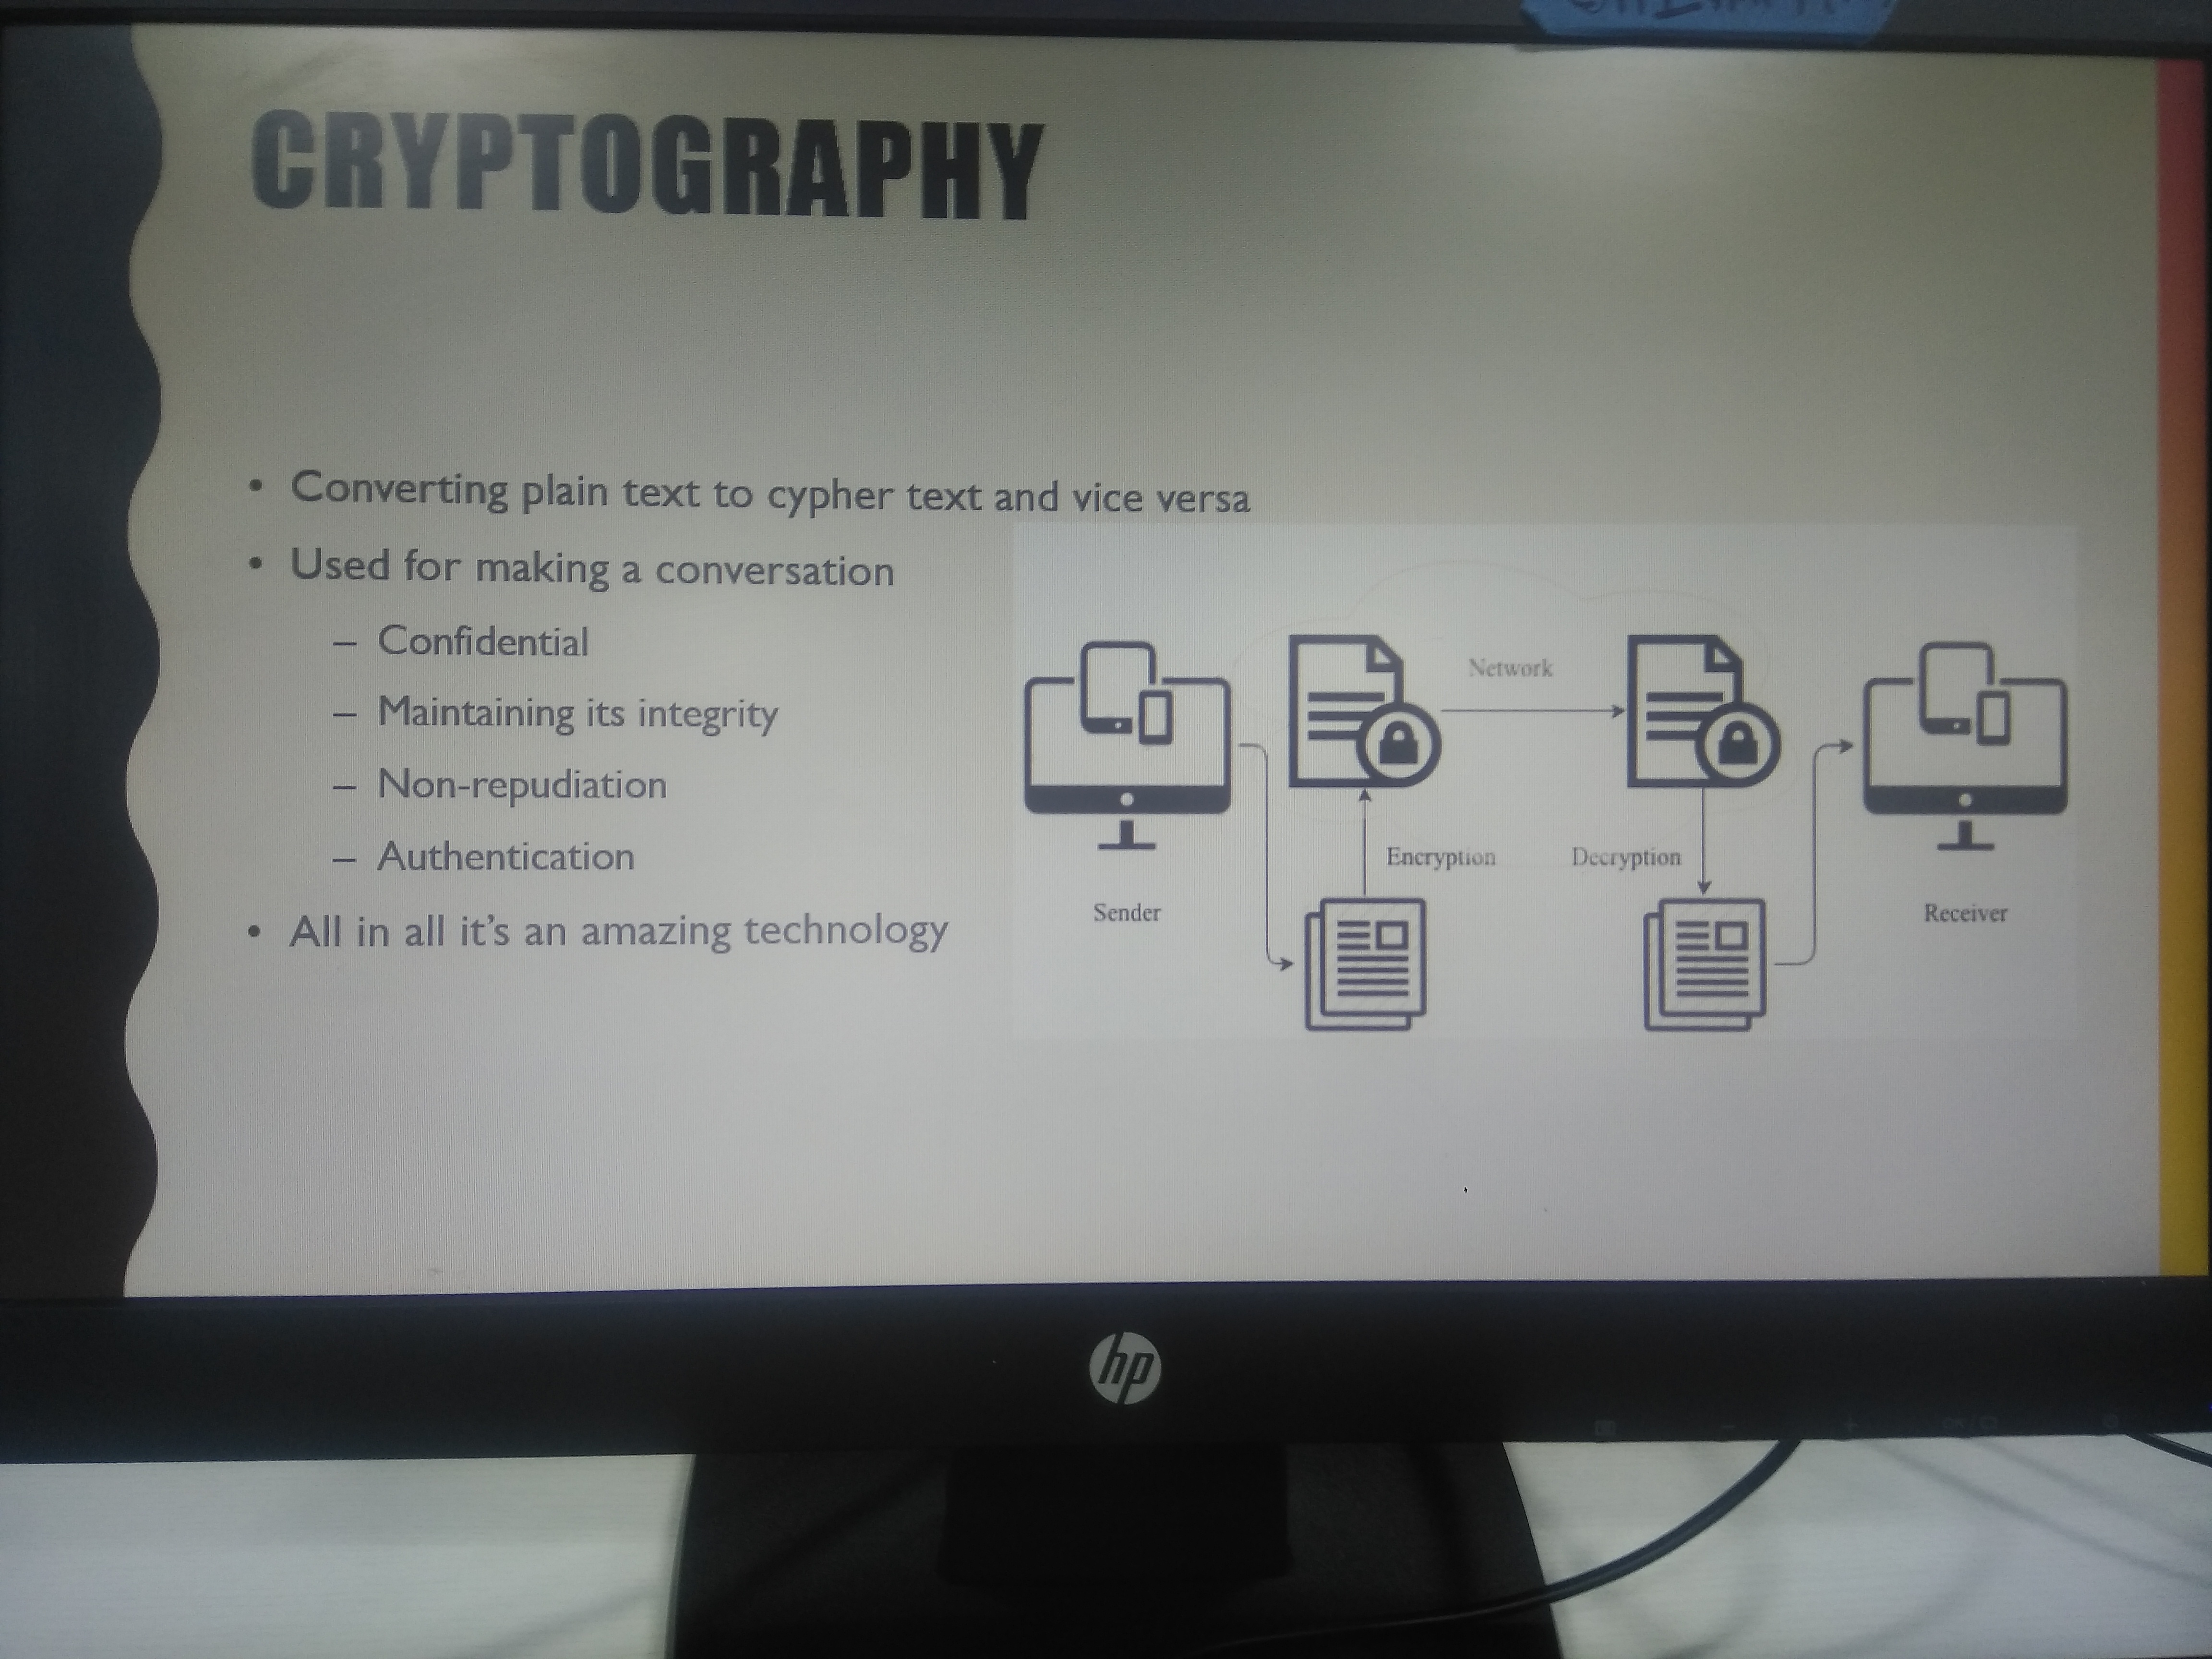 CRYPTOGRAPHY
• Converting plain text to cypher text and vice versa
• Used for making a conversation
– Confidential
– Maintaining its integrity
– Non-repudiation
– Authentication
• All in all it's an amazing technology
Network
Encryption
Decryption
Sender
Receiver
hp